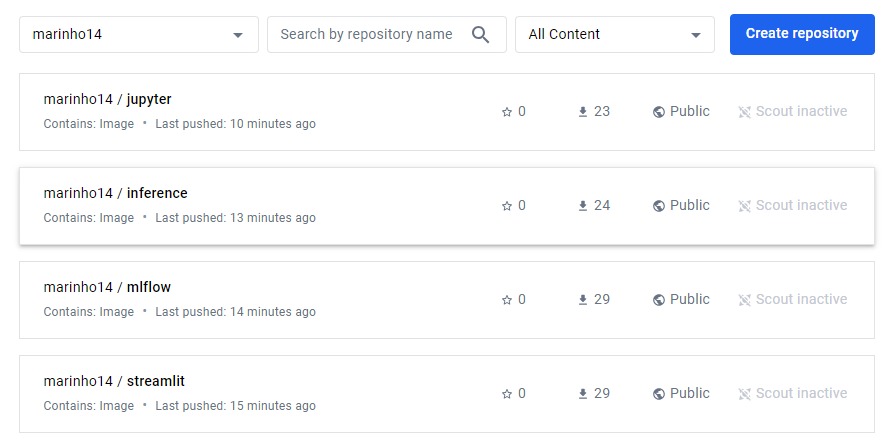 marinho14 Search by repository name All Content Create repository
marinho14 / jupyter
Contains: Image • Last pushed: 10 minutes ago 0 23 Public Scout inactive
marinho14 / inference
Contains: Image • Last pushed: 13 minutes ago 0 24 Public Scout inactive
marinho14 / mlflow
Contains: Image • Last pushed: 14 minutes ago 0 29 Public Scout inactive
marinho14 / streamlit
Contains: Image • Last pushed: 15 minutes ago 0 29 Public Scout inactive